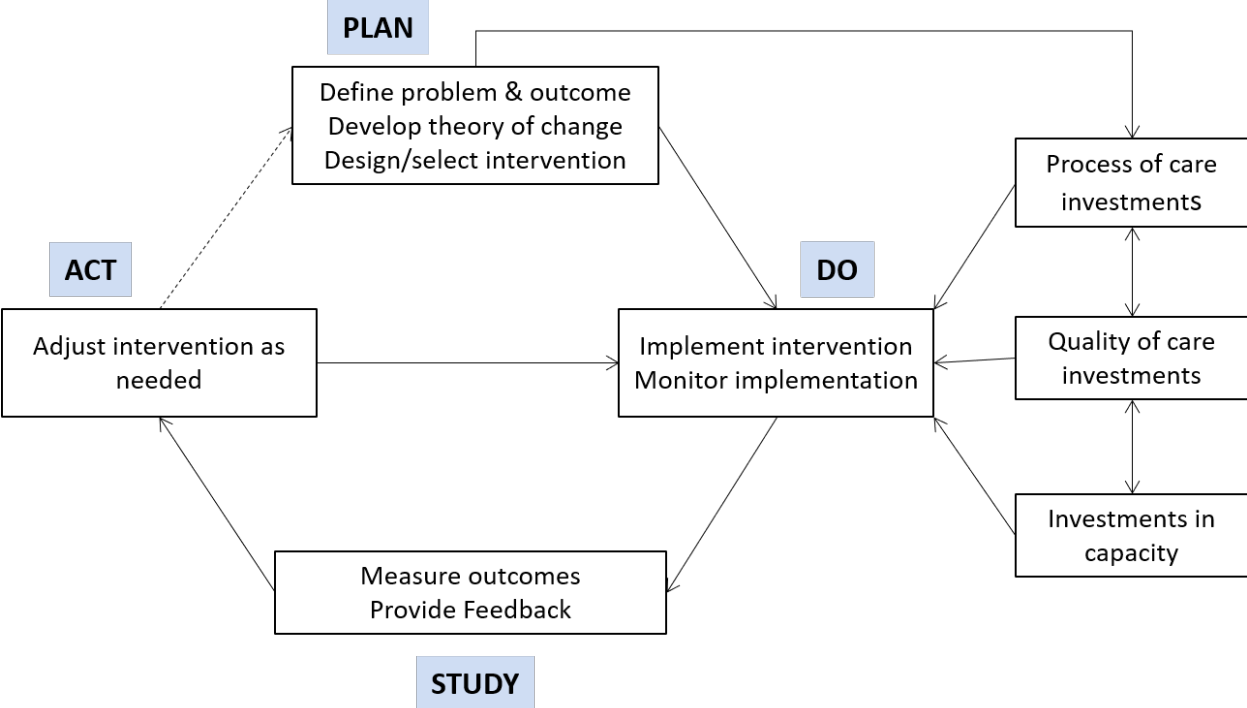 PLAN
Define problem & outcome
Develop theory of change
Design/select intervention
Process of care
investments
ACT
DO
Adjust intervention as
needed
Implement intervention
Monitor implementation
Quality of care
investments
Investments in
capacity
Measure outcomes
Provide Feedback
STUDY